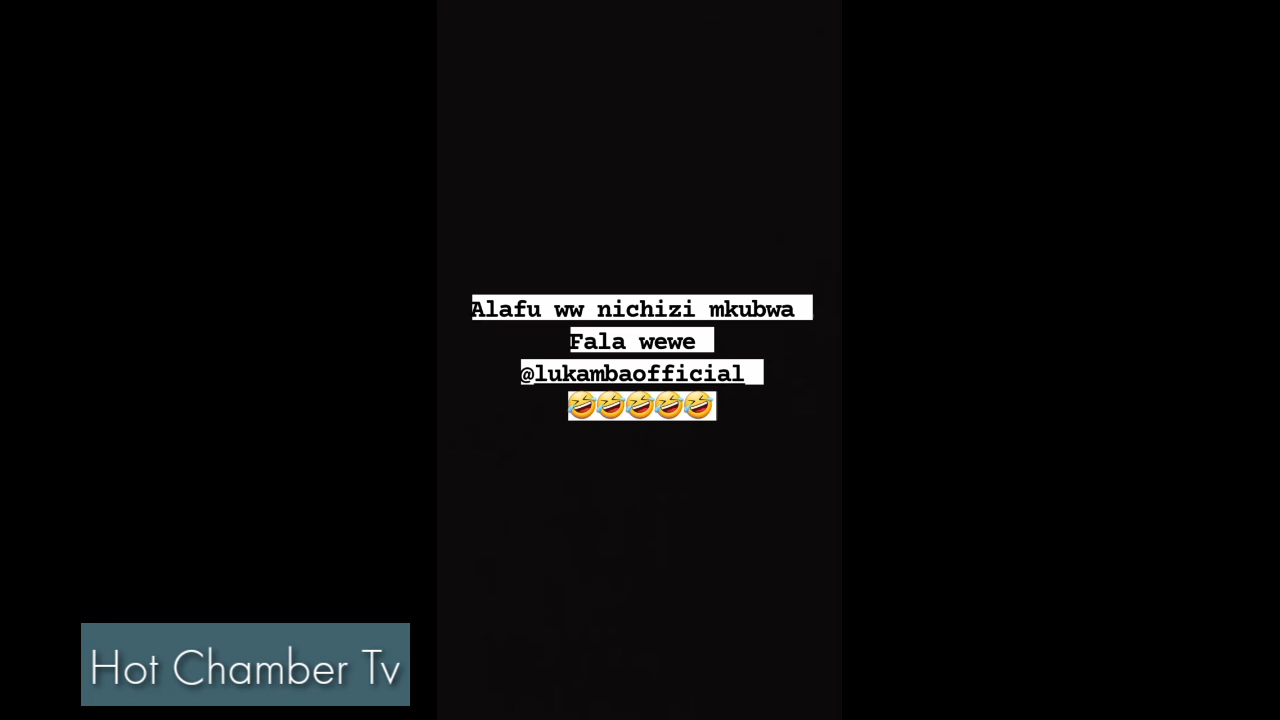 Alafu ww nichizi mkubwa
Fala wewe
@lukambaofficial
🤣🤣🤣🤣🤣
Hot Chamber Tv